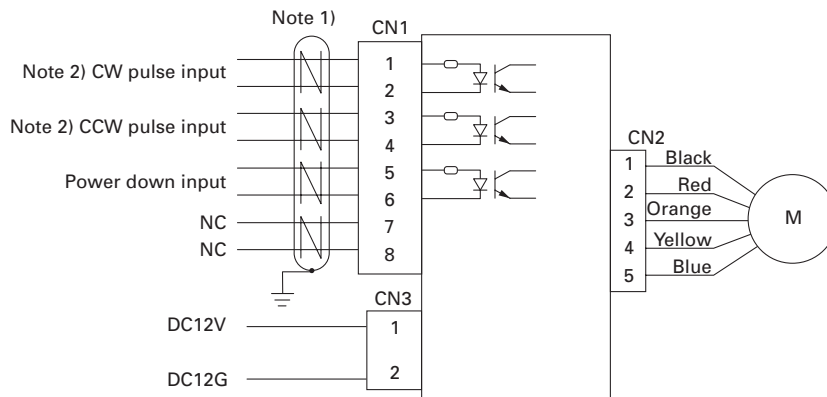 Note 1)
CN1
Note 2) CW pulse input
1
2
Note 2) CCW pulse input
3
4
Power down input
5
6
NC
7
NC
8
CN2
1 Black
2 Red
3 Orange
4 Yellow
5 Blue
M
CN3
DC12V
1
DC12G
2